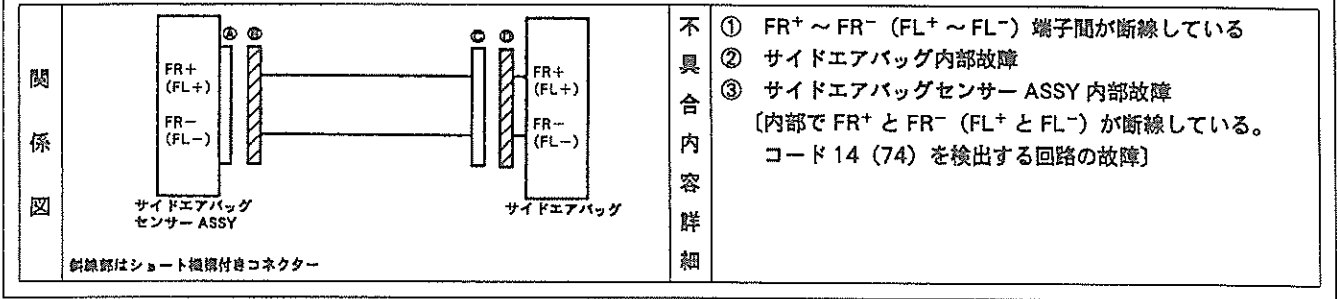 関係図
Ⓐ Ⓑ
Ⓒ Ⓓ
FR+
(FL+)
FR−
(FL−)
FR+
(FL+)
FR−
(FL−)
サイドエアバッグ
センサー ASSY
サイドエアバッグ
斜線部はショート機構付きコネクター
不具合内容詳細
① FR⁺ ~ FR⁻ (FL⁺ ~ FL⁻) 端子間が断線している
② サイドエアバッグ内部故障
③ サイドエアバッグセンサー ASSY 内部故障
〔内部で FR⁺ と FR⁻ (FL⁺ と FL⁻) が断線している。
コード 14 (74) を検出する回路の故障〕